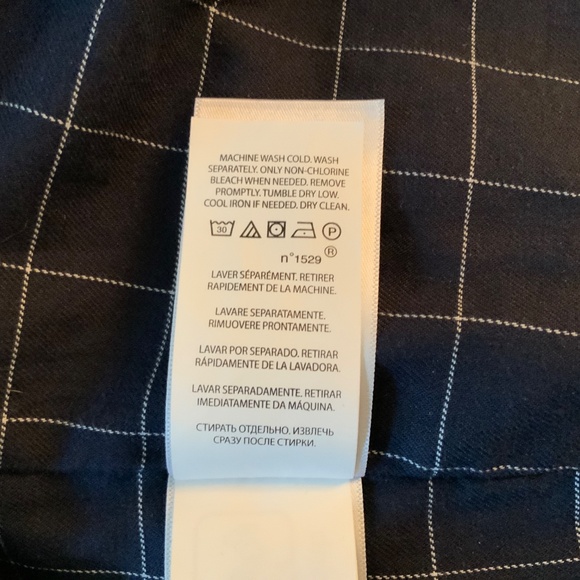 MACHINE WASH COLD. WASH
SEPARATELY. ONLY NON-CHLORINE
BLEACH WHEN NEEDED. REMOVE
PROMPTLY. TUMBLE DRY LOW.
COOL IRON IF NEEDED. DRY CLEAN.
30 P
n°1529 ®
LAVER SÉPARÉMENT. RETIRER
RAPIDEMENT DE LA MACHINE.
LAVARE SEPARATAMENTE.
RIMUOVERE PRONTAMENTE.
LAVAR POR SEPARADO. RETIRAR
RÁPIDAMENTE DE LA LAVADORA.
LAVAR SEPARADAMENTE. RETIRAR
IMEDIATAMENTE DA MÁQUINA.
СТИРАТЬ ОТДЕЛЬНО. ИЗВЛЕЧЬ
СРАЗУ ПОСЛЕ СТИРКИ.